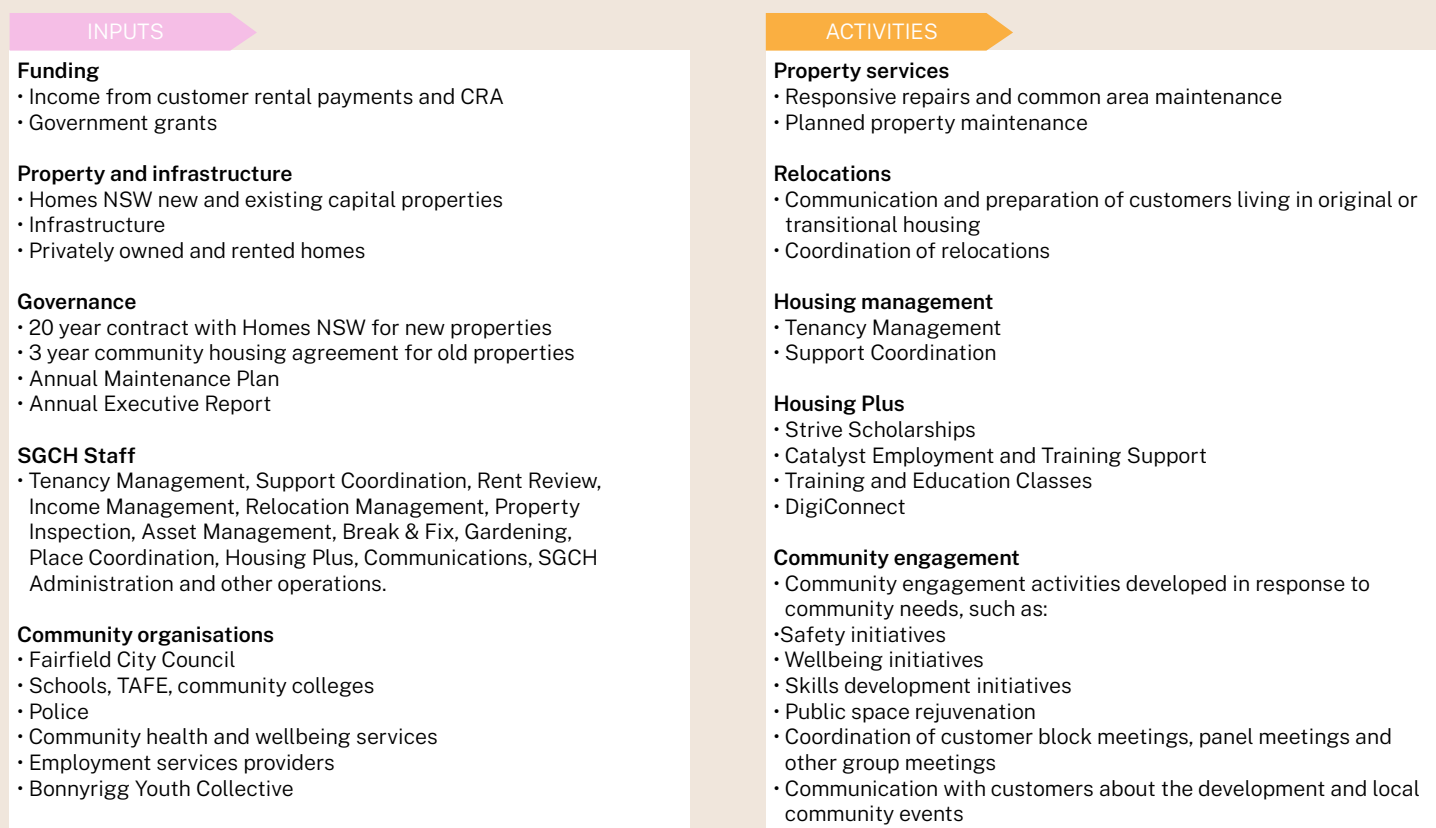 INPUTS
Funding
• Income from customer rental payments and CRA
• Government grants
Property and infrastructure
• Homes NSW new and existing capital properties
• Infrastructure
• Privately owned and rented homes
Governance
• 20 year contract with Homes NSW for new properties
• 3 year community housing agreement for old properties
• Annual Maintenance Plan
• Annual Executive Report
SGCH Staff
• Tenancy Management, Support Coordination, Rent Review,
Income Management, Relocation Management, Property
Inspection, Asset Management, Break & Fix, Gardening,
Place Coordination, Housing Plus, Communications, SGCH
Administration and other operations.
Community organisations
• Fairfield City Council
• Schools, TAFE, community colleges
• Police
• Community health and wellbeing services
• Employment services providers
• Bonnyrigg Youth Collective
ACTIVITIES
Property services
• Responsive repairs and common area maintenance
• Planned property maintenance
Relocations
• Communication and preparation of customers living in original or
transitional housing
• Coordination of relocations
Housing management
• Tenancy Management
• Support Coordination
Housing Plus
• Strive Scholarships
• Catalyst Employment and Training Support
• Training and Education Classes
• DigiConnect
Community engagement
• Community engagement activities developed in response to
community needs, such as:
•Safety initiatives
• Wellbeing initiatives
• Skills development initiatives
• Public space rejuvenation
• Coordination of customer block meetings, panel meetings and
other group meetings
• Communication with customers about the development and local
community events